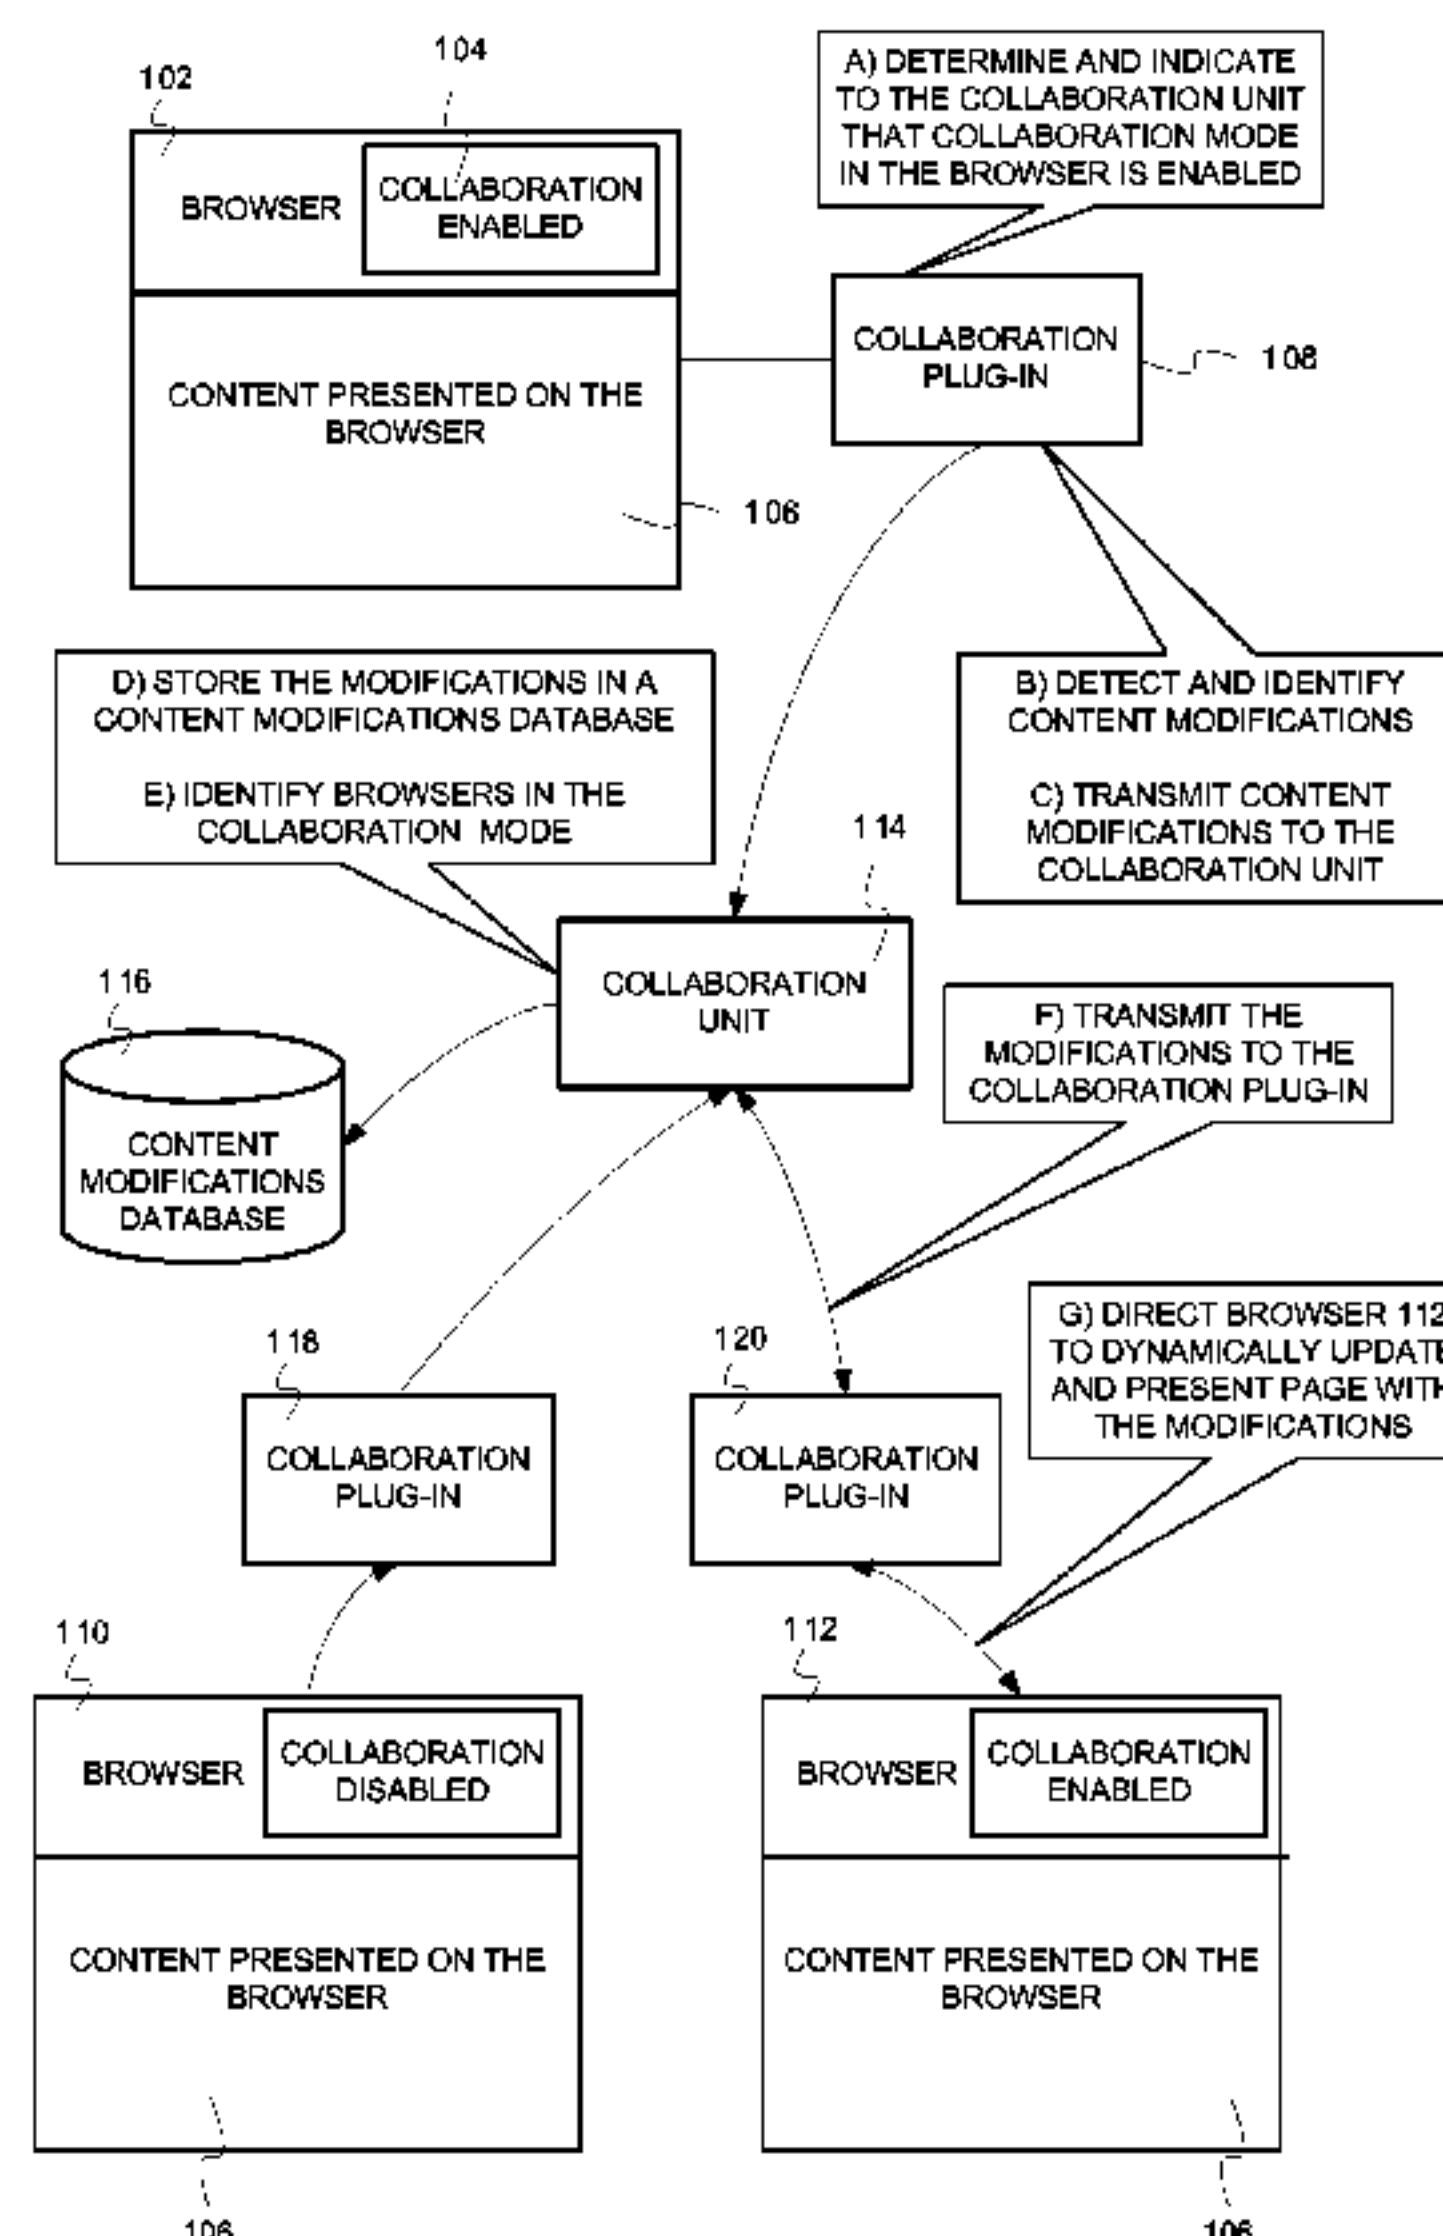 104
102
A) DETERMINE AND INDICATE
TO THE COLLABORATION UNIT
THAT COLLABORATION MODE
IN THE BROWSER IS ENABLED
BROWSER
COLLABORATION
ENABLED
COLLABORATION
PLUG-IN
108
CONTENT PRESENTED ON THE
BROWSER
106
D) STORE THE MODIFICATIONS IN A
CONTENT MODIFICATIONS DATABASE
E) IDENTIFY BROWSERS IN THE
COLLABORATION MODE
B) DETECT AND IDENTIFY
CONTENT MODIFICATIONS
C) TRANSMIT CONTENT
MODIFICATIONS TO THE
COLLABORATION UNIT
114
COLLABORATION
UNIT
116
CONTENT
MODIFICATIONS
DATABASE
F) TRANSMIT THE
MODIFICATIONS TO THE
COLLABORATION PLUG-IN
G) DIRECT BROWSER 112
TO DYNAMICALLY UPDATE
AND PRESENT PAGE WITH
THE MODIFICATIONS
118
COLLABORATION
PLUG-IN
120
COLLABORATION
PLUG-IN
110
BROWSER
COLLABORATION
DISABLED
CONTENT PRESENTED ON THE
BROWSER
106
112
BROWSER
COLLABORATION
ENABLED
CONTENT PRESENTED ON THE
BROWSER
106